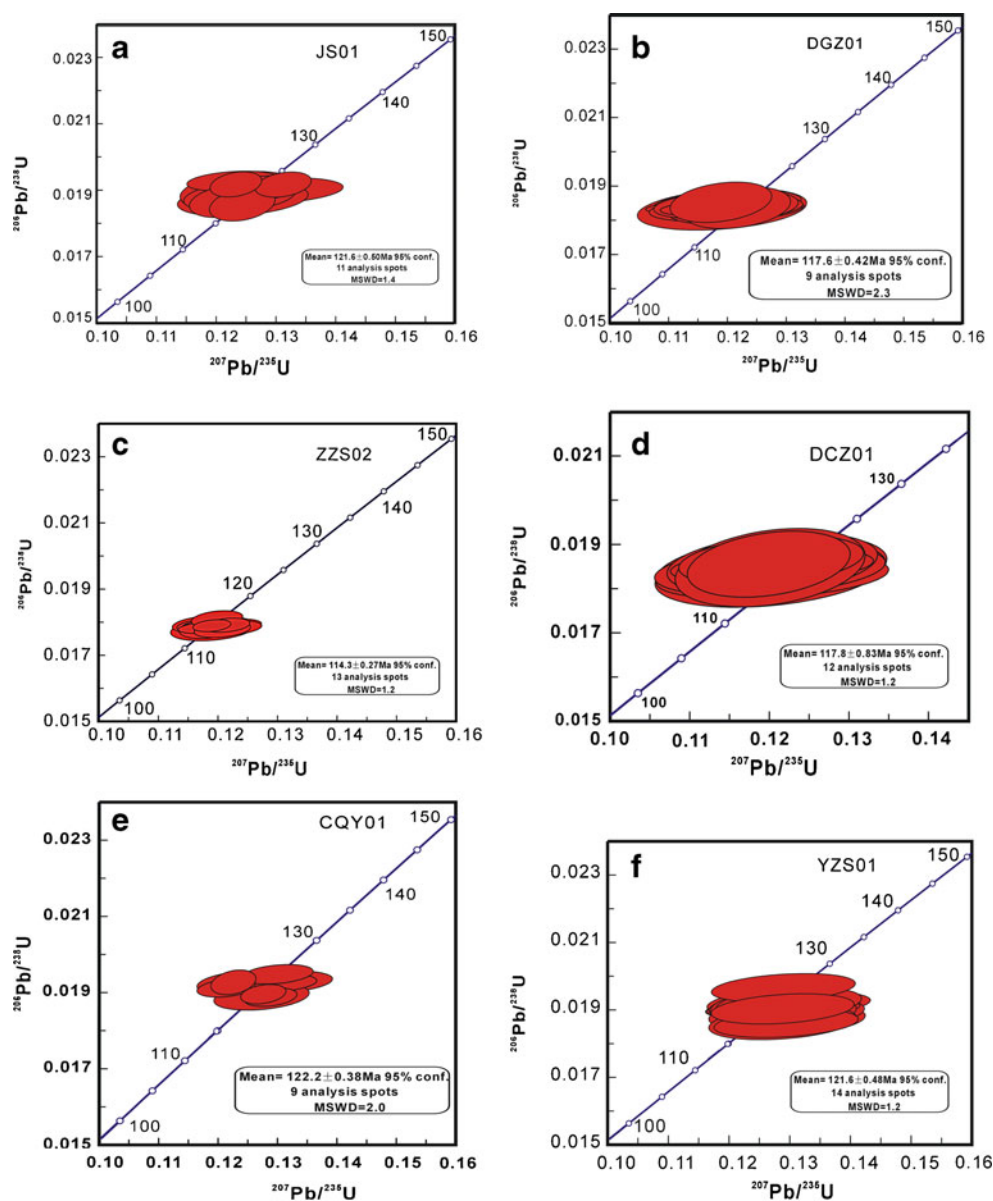 a
JS01
0.023
0.021
0.019
0.017
0.015
²⁰⁶Pb/²³⁸U
150
140
130
110
100
Mean= 121.6±0.50Ma 95% conf.
11 analysis spots
MSWD=1.4
0.10 0.11 0.12 0.13 0.14 0.15 0.16
²⁰⁷Pb/²³⁵U
b
DGZ01
0.023
0.021
0.019
0.017
0.015
²⁰⁶Pb/²³⁸U
150
140
130
110
100
Mean= 117.6±0.42Ma 95% conf.
9 analysis spots
MSWD=2.3
0.10 0.11 0.12 0.13 0.14 0.15 0.16
²⁰⁷Pb/²³⁵U
c
ZZS02
0.023
0.021
0.019
0.017
0.015
²⁰⁶Pb/²³⁸U
150
140
130
120
110
100
Mean= 114.3±0.27Ma 95% conf.
13 analysis spots
MSWD=1.2
0.10 0.11 0.12 0.13 0.14 0.15 0.16
²⁰⁷Pb/²³⁵U
d
DCZ01
0.021
0.019
0.017
0.015
²⁰⁶Pb/²³⁸U
130
110
100
Mean= 117.8±0.83Ma 95% conf.
12 analysis spots
MSWD=1.2
0.10 0.11 0.12 0.13 0.14
²⁰⁷Pb/²³⁵U
e
CQY01
0.023
0.021
0.019
0.017
0.015
²⁰⁶Pb/²³⁸U
150
140
130
110
100
Mean= 122.2±0.38Ma 95% conf.
9 analysis spots
MSWD=2.0
0.10 0.11 0.12 0.13 0.14 0.15 0.16
²⁰⁷Pb/²³⁵U
f
YZS01
0.023
0.021
0.019
0.017
0.015
²⁰⁶Pb/²³⁸U
150
140
130
110
100
Mean= 121.6±0.48Ma 95% conf.
14 analysis spots
MSWD=1.2
0.10 0.11 0.12 0.13 0.14 0.15 0.16
²⁰⁷Pb/²³⁵U